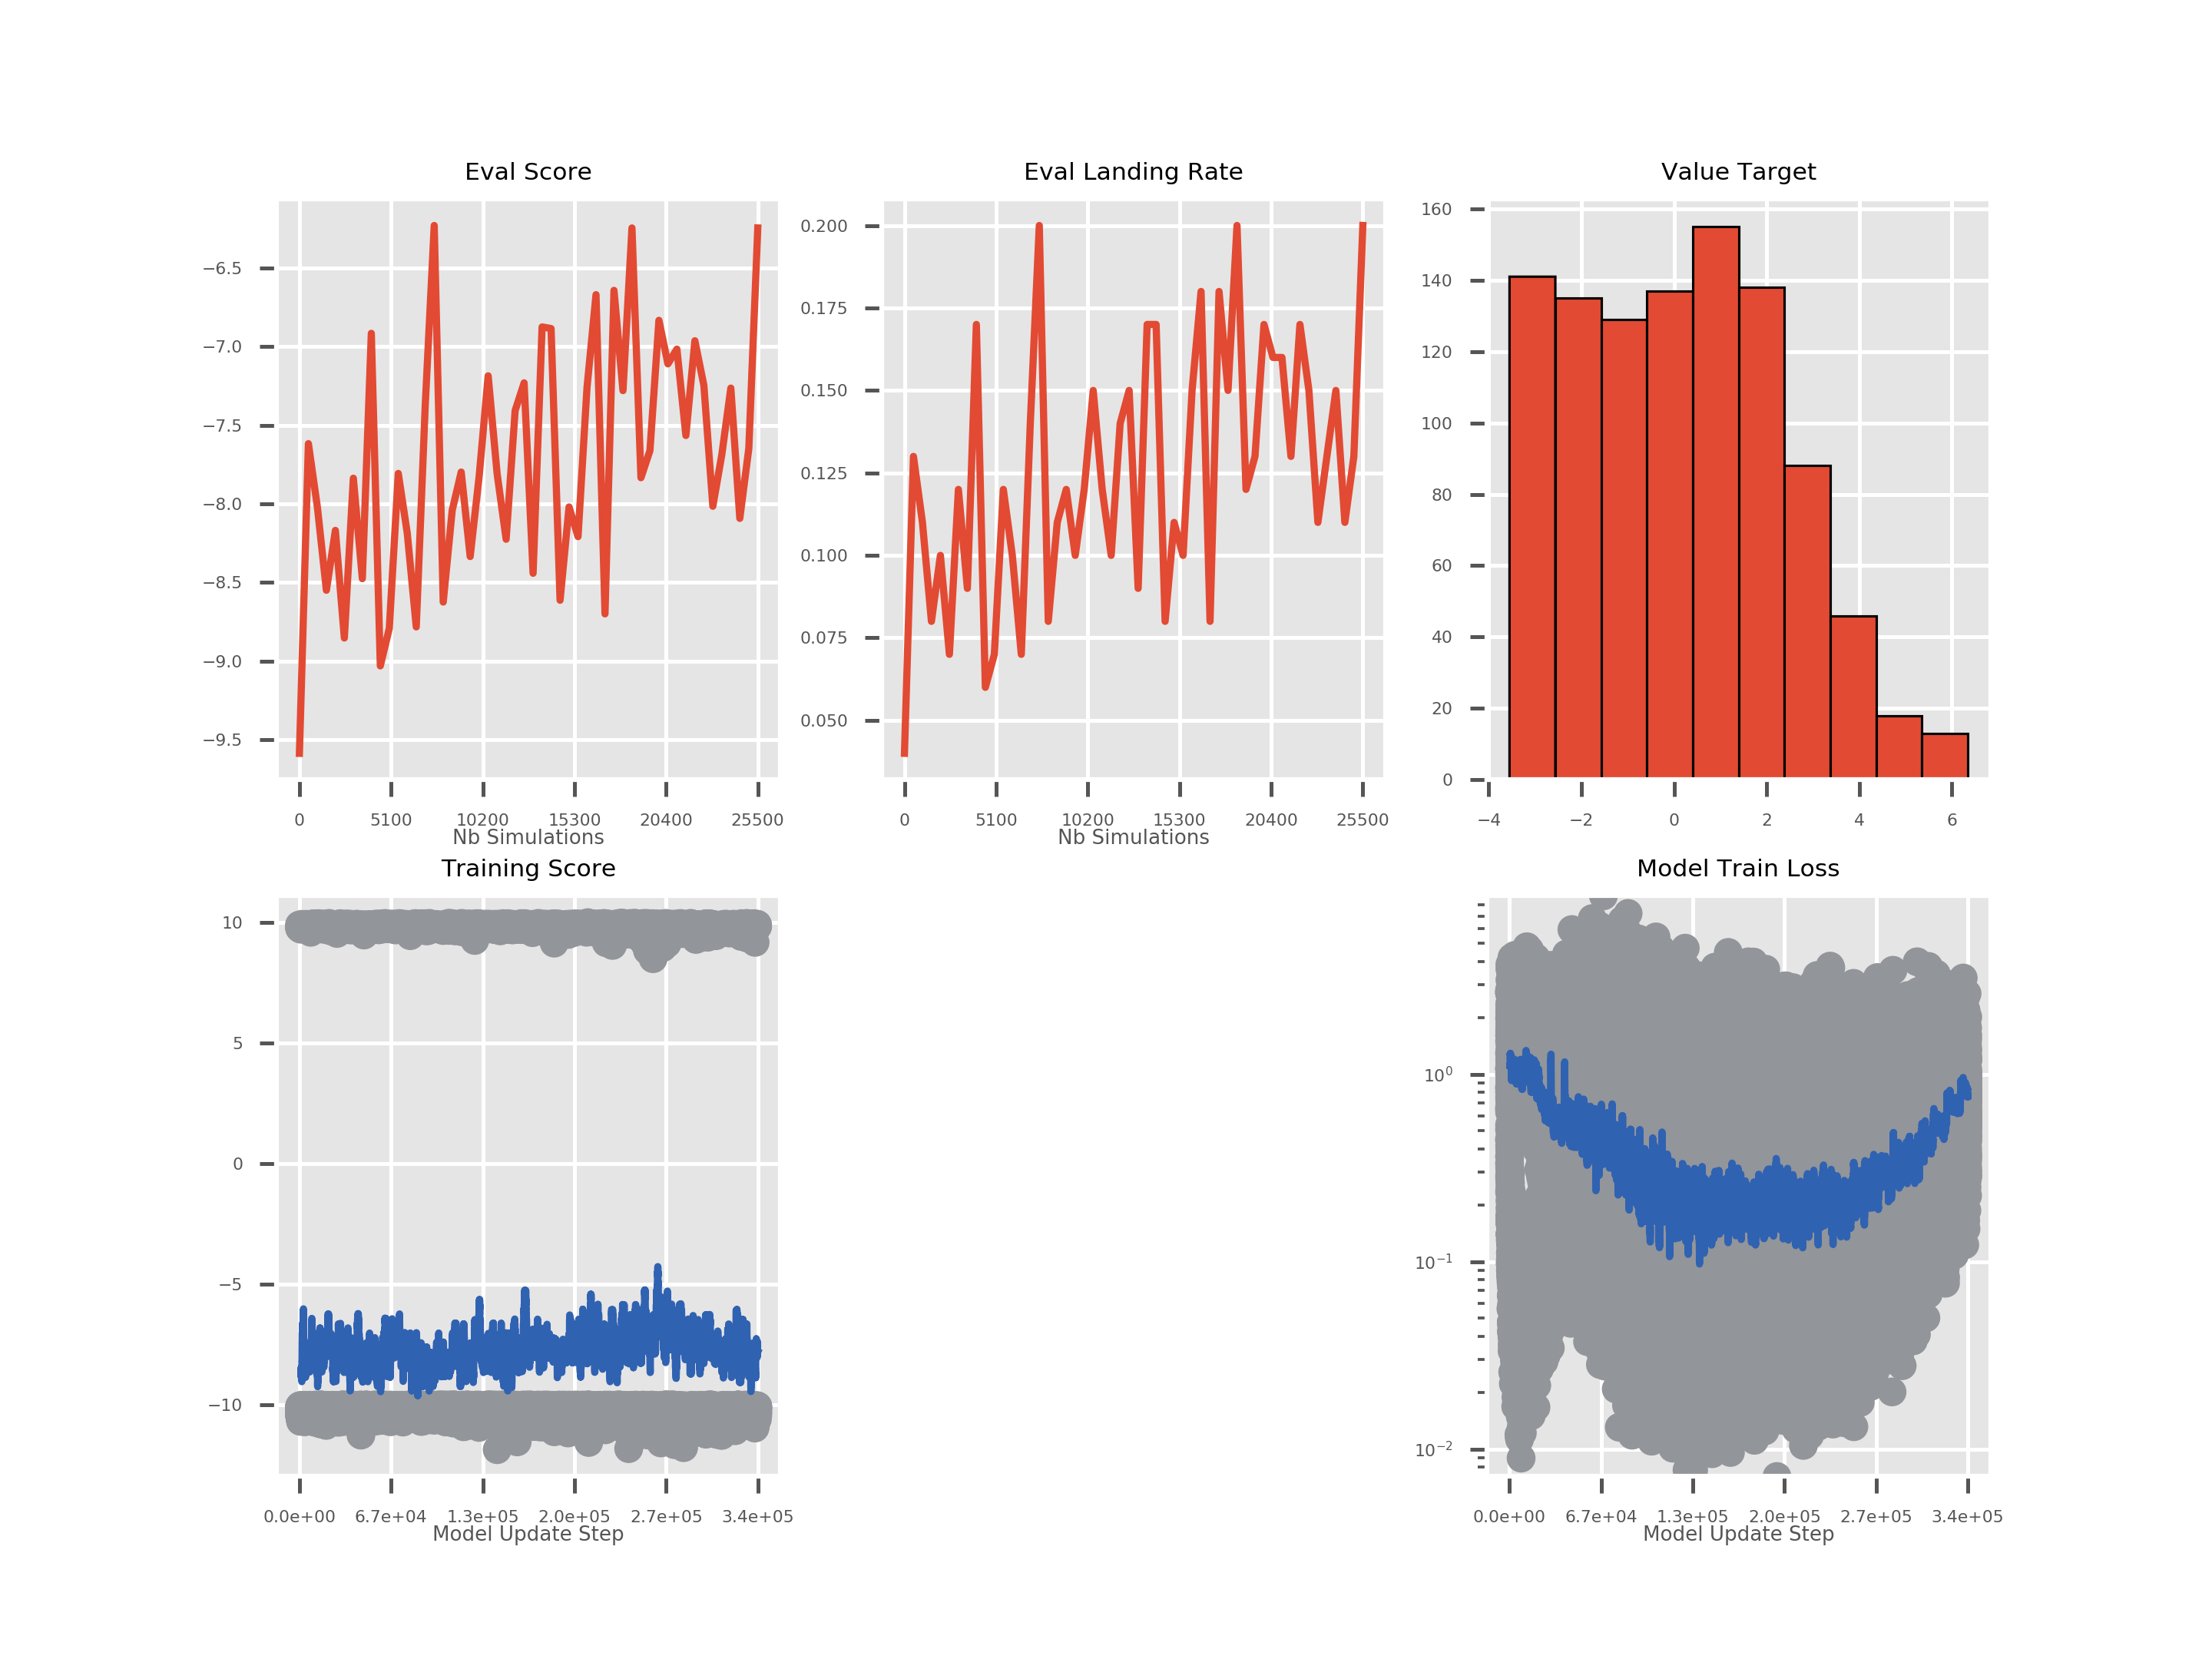 Eval Score
−6.5
−7.0
−7.5
−8.0
−8.5
−9.0
−9.5
0 5100 10200 15300 20400 25500
Nb Simulations
Eval Landing Rate
0.200
0.175
0.150
0.125
0.100
0.075
0.050
0 5100 10200 15300 20400 25500
Nb Simulations
Value Target
160
140
120
100
80
60
40
20
0
−4 −2 0 2 4 6
Training Score
10
5
0
−5
−10
0.0e+00 6.7e+04 1.3e+05 2.0e+05 2.7e+05 3.4e+05
Model Update Step
Model Train Loss
10⁰
10⁻¹
10⁻²
0.0e+00 6.7e+04 1.3e+05 2.0e+05 2.7e+05 3.4e+05
Model Update Step